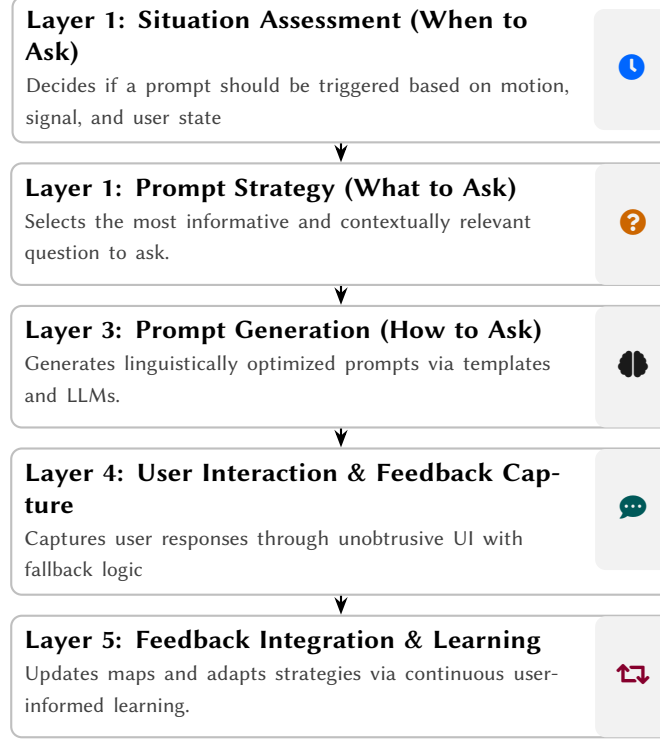 Layer 1: Situation Assessment (When to
Ask)
Decides if a prompt should be triggered based on motion,
signal, and user state
Layer 1: Prompt Strategy (What to Ask)
Selects the most informative and contextually relevant
question to ask.
Layer 3: Prompt Generation (How to Ask)
Generates linguistically optimized prompts via templates
and LLMs.
Layer 4: User Interaction & Feedback Cap-
ture
Captures user responses through unobtrusive UI with
fallback logic
Layer 5: Feedback Integration & Learning
Updates maps and adapts strategies via continuous user-
informed learning.